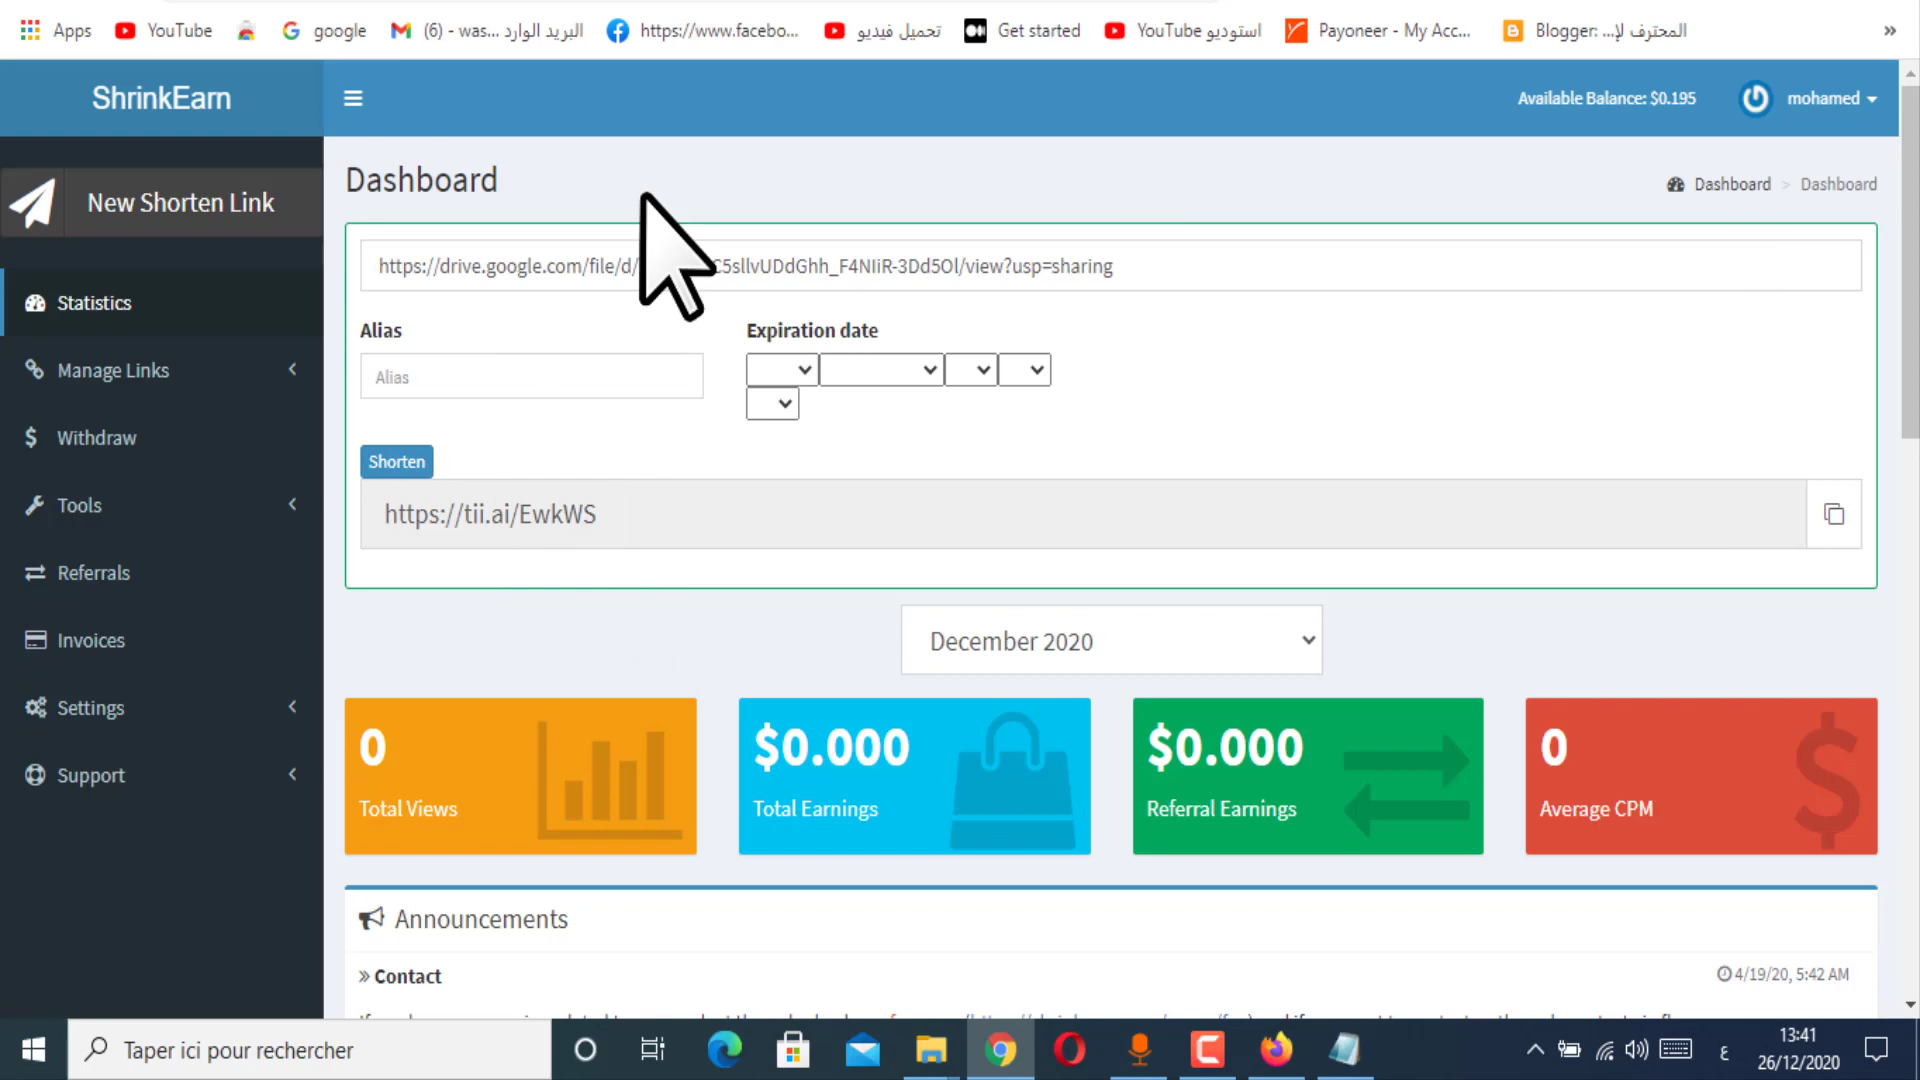 Apps YouTube google (6) - was... البريد الوارد https://www.facebo... تحميل فيديو Get started استوديو YouTube Payoneer - My Acc... Blogger: ...المحترف لإ »
ShrinkEarn
Available Balance: $0.195 mohamed
New Shorten Link
Dashboard
Dashboard > Dashboard
https://drive.google.com/file/d/ C5sllvUDdGhh_F4NIiR-3Dd5Ol/view?usp=sharing
Statistics
Alias
Expiration date
Alias
Manage Links
Withdraw
Shorten
https://tii.ai/EwkWS
Tools
Referrals
Invoices
December 2020
Settings
Support
0
Total Views
$0.000
Total Earnings
$0.000
Referral Earnings
0
Average CPM
Announcements
» Contact
4/19/20, 5:42 AM
Taper ici pour rechercher
ع
13:41
26/12/2020